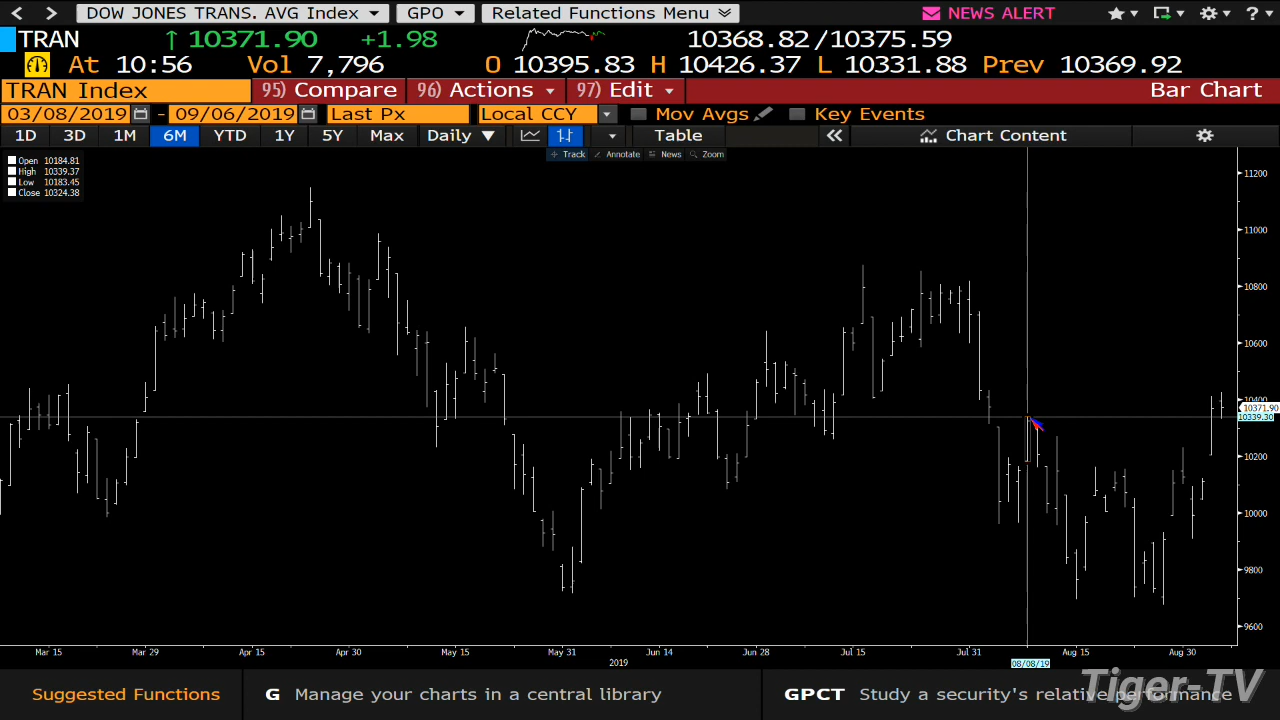 DOW JONES TRANS. AVG Index GPO Related Functions Menu NEWS ALERT ?
TRAN ↑ 10371.90 +1.98 10368.82/10375.59
At 10:56 Vol 7,796 O 10395.83 H 10426.37 L 10331.88 Prev 10369.92
TRAN Index 95) Compare 96) Actions 97) Edit Bar Chart
03/08/2019 - 09/06/2019 Last Px Local CCY Mov Avgs Key Events
1D 3D 1M 6M YTD 1Y 5Y Max Daily ▼ Table Chart Content
Track Annotate News Zoom
Open 10184.81
High 10339.37
Low 10183.45
Close 10324.38
11200
11000
10800
10600
10400
10371.90
10339.30
10200
10000
9800
9600
Mar 15 Mar 29 Apr 15 Apr 30 May 15 May 31 Jun 14 Jun 28 Jul 15 Jul 31 Aug 15 Aug 30
2019 08/08/19
Suggested Functions G Manage your charts in a central library GPCT Study a security's relative performance
Tiger-TV